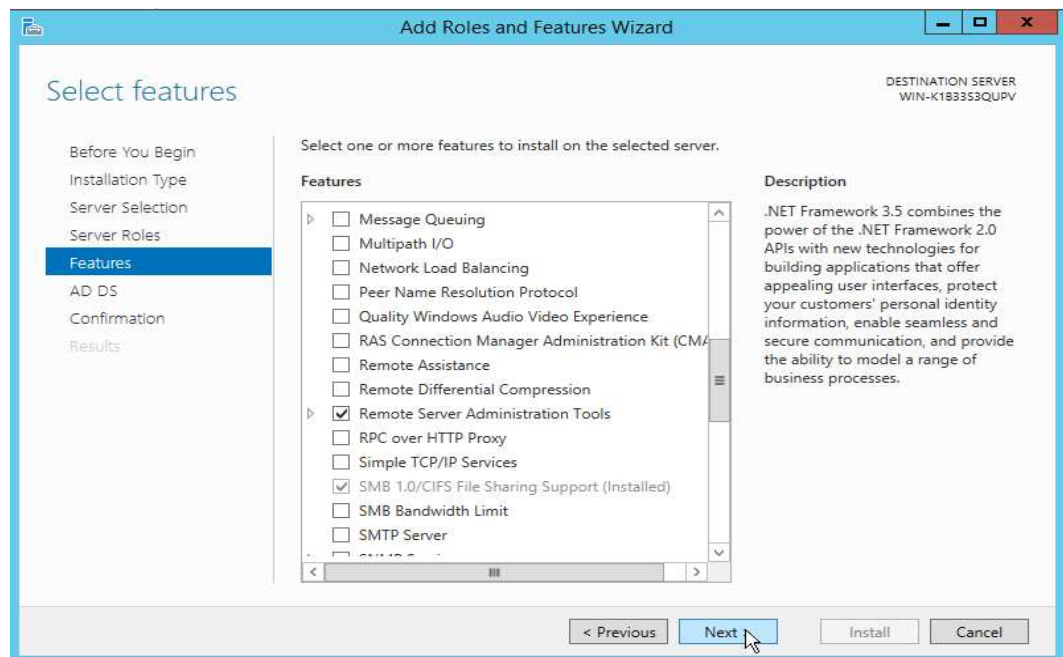 Add Roles and Features Wizard
Select features
DESTINATION SERVER
WIN-K1B33S3QUPV
Before You Begin
Installation Type
Server Selection
Server Roles
Features
AD DS
Confirmation
Results
Select one or more features to install on the selected server.
Features
Message Queuing
Multipath I/O
Network Load Balancing
Peer Name Resolution Protocol
Quality Windows Audio Video Experience
RAS Connection Manager Administration Kit (CMA
Remote Assistance
Remote Differential Compression
Remote Server Administration Tools
RPC over HTTP Proxy
Simple TCP/IP Services
SMB 1.0/CIFS File Sharing Support (Installed)
SMB Bandwidth Limit
SMTP Server
Description
.NET Framework 3.5 combines the
power of the .NET Framework 2.0
APIs with new technologies for
building applications that offer
appealing user interfaces, protect
your customers' personal identity
information, enable seamless and
secure communication, and provide
the ability to model a range of
business processes.
< Previous
Next
Install
Cancel